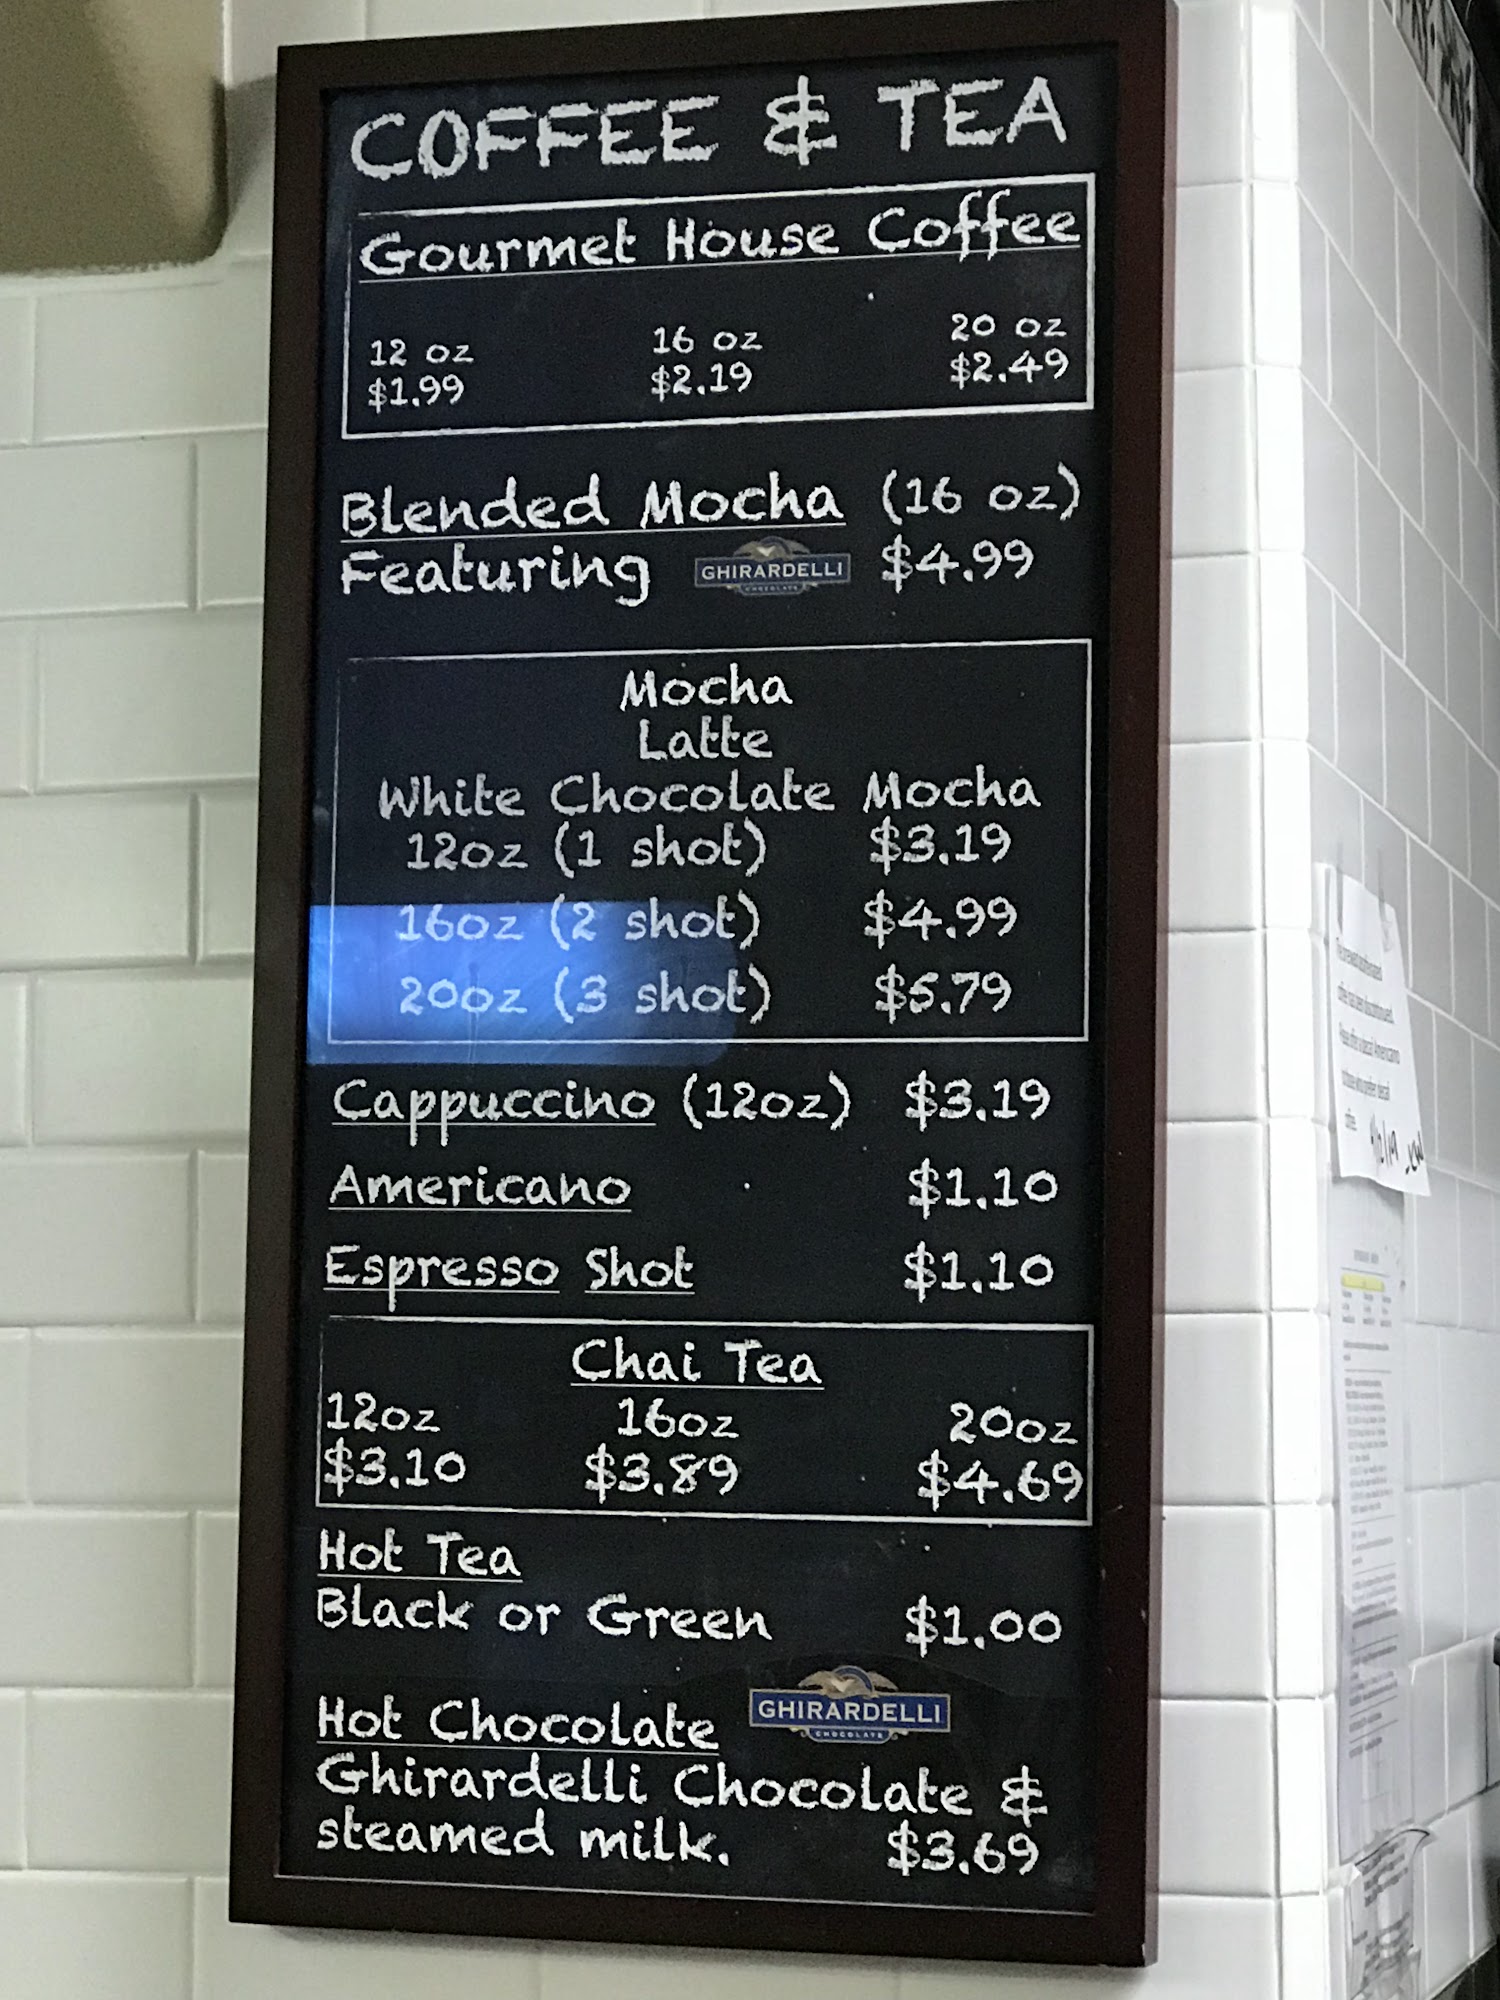 COFFEE & TEA
Gourmet House Coffee
12 oz 16 oz 20 oz
$1.99 $2.19 $2.49
Blended Mocha (16 oz)
Featuring GHIRARDELLI CHOCOLATE $4.99
Mocha
Latte
White Chocolate Mocha
12oz (1 shot) $3.19
16oz (2 shot) $4.99
20oz (3 shot) $5.79
Cappuccino (12oz) $3.19
Americano $1.10
Espresso Shot $1.10
Chai Tea
12oz 16oz 20oz
$3.10 $3.89 $4.69
Hot Tea
Black or Green $1.00
Hot Chocolate GHIRARDELLI CHOCOLATE
Ghirardelli Chocolate &
steamed milk. $3.69